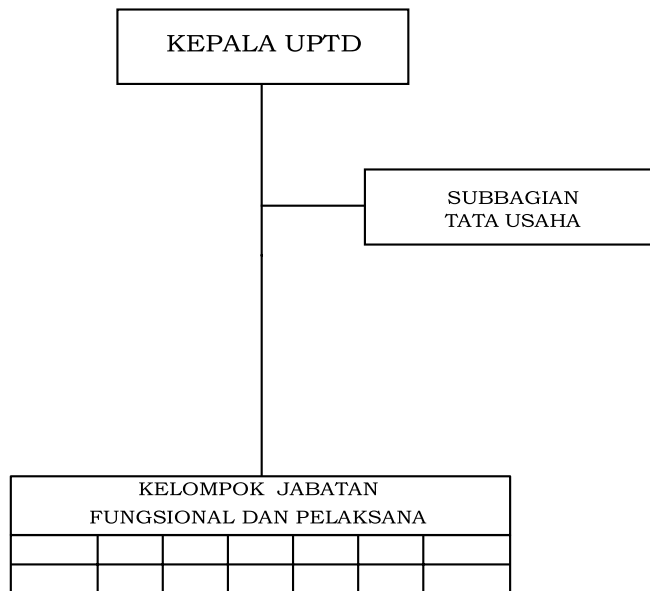 KEPALA UPTD
SUBBAGIAN
TATA USAHA
KELOMPOK JABATAN
FUNGSIONAL DAN PELAKSANA